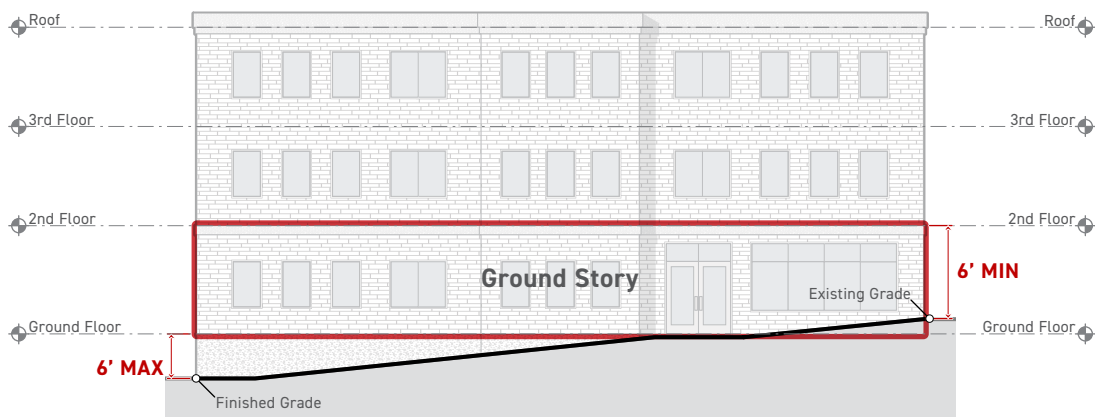 Roof
Roof
3rd Floor
3rd Floor
2nd Floor
2nd Floor
Ground Story
6’ MIN
Existing Grade
Ground Floor
Ground Floor
6’ MAX
Finished Grade